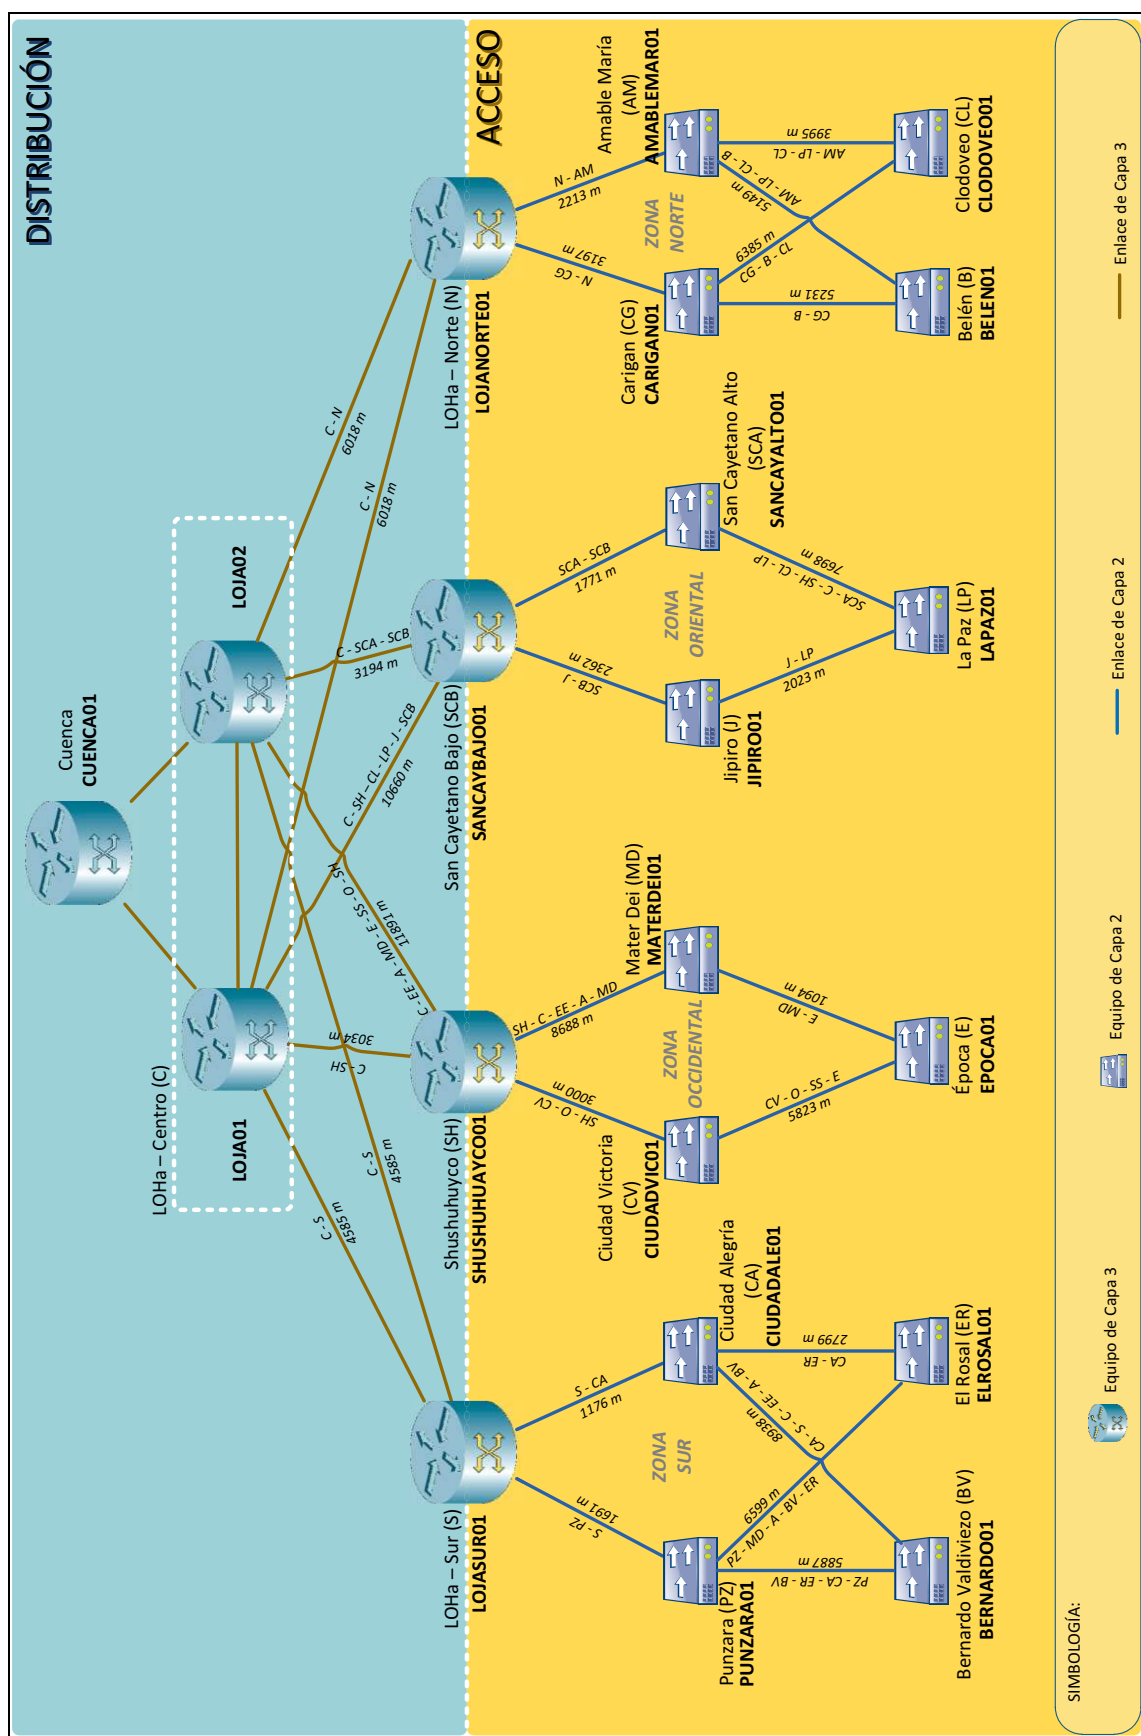 DISTRIBUCIÓN
Cuenca
CUENCA01
LOHa – Centro (C)
LOJA01
LOJA02
C - S
4585 m
C - S
4585 m
C - SH
3034 m
C - EE - A - MD - E - SS - O - SH
11891 m
C - SH – CL - LP - J - SCB
10660 m
C - SCA - SCB
3194 m
C - N
6018 m
C - N
6018 m
LOHa – Sur (S)
LOJASUR01
Shushuhuyco (SH)
SHUSHUHUAYCO01
San Cayetano Bajo (SCB)
SANCAYBAJO01
LOHa – Norte (N)
LOJANORTE01
ACCESO
S - PZ
1691 m
S - CA
1176 m
ZONA
SUR
Punzara (PZ)
PUNZARA01
Ciudad Alegría
(CA)
CIUDADALE01
PZ - CA - ER - BV
5887 m
6599 m
PZ - MD - A - BV - ER
CA - S - C - EE - A - BV
8938 m
CA - ER
2799 m
Bernardo Valdiviezo (BV)
BERNARDO01
El Rosal (ER)
ELROSAL01
SH - O - CV
3000 m
SH - C - EE - A - MD
8688 m
ZONA
OCCIDENTAL
Ciudad Victoria
(CV)
CIUDADVIC01
Mater Dei (MD)
MATERDEI01
CV - O - SS - E
5823 m
E - MD
1094 m
Época (E)
EPOCA01
SCB - J
2362 m
SCA - SCB
1771 m
ZONA
ORIENTAL
Jipiro (J)
JIPIRO01
San Cayetano Alto
(SCA)
SANCAYALTO01
J - LP
2023 m
SCA - C - SH - CL - LP
7698 m
La Paz (LP)
LAPAZ01
N - CG
3197 m
N - AM
2213 m
ZONA
NORTE
Carigan (CG)
CARIGAN01
Amable María
(AM)
AMABLEMAR01
CG - B
5231 m
6385 m
CG - B - CL
AM - LP - CL - B
5149 m
AM - LP - CL
3995 m
Belén (B)
BELEN01
Clodoveo (CL)
CLODOVEO01
SIMBOLOGÍA:
Equipo de Capa 3
Equipo de Capa 2
Enlace de Capa 2
Enlace de Capa 3